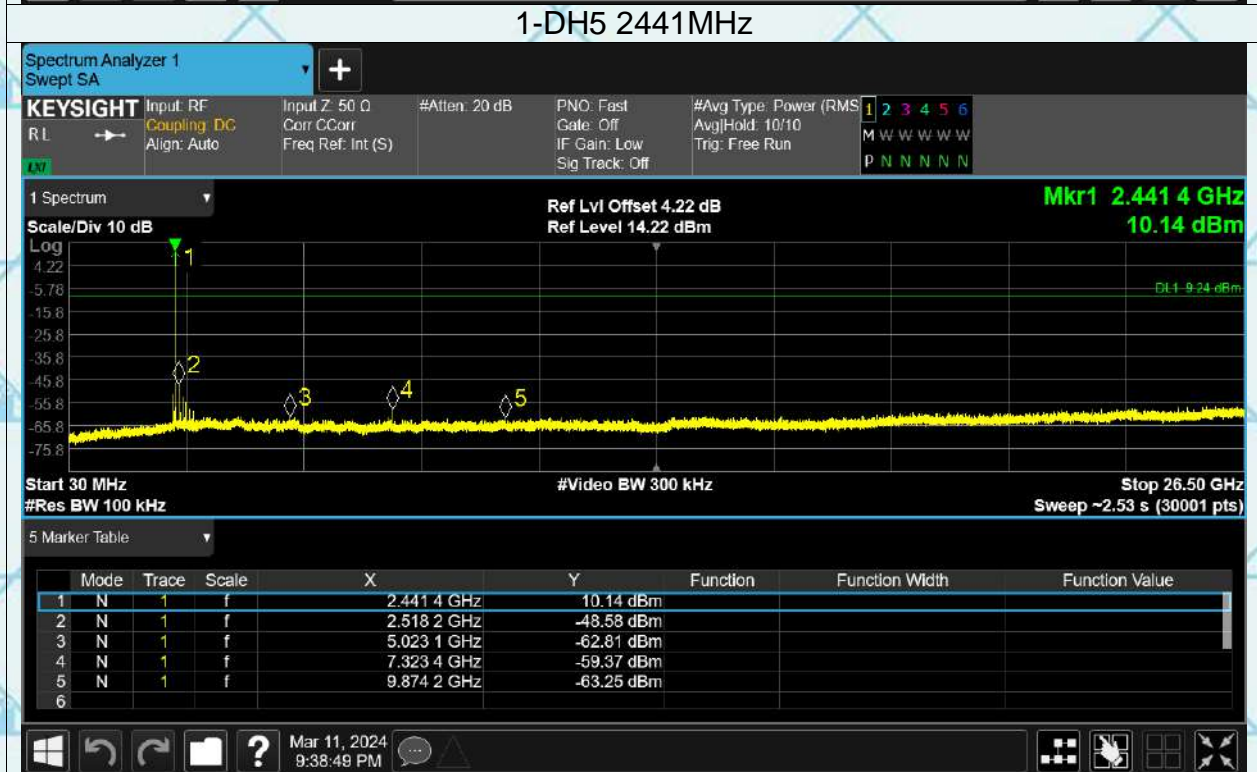 1-DH5 2441MHz
Spectrum Analyzer 1
Swept SA
+
KEYSIGHT Input: RF Input Z: 50 Ω #Atten: 20 dB PNO: Fast #Avg Type: Power (RMS 1 2 3 4 5 6
RL Coupling: DC Corr CCorr Gate: Off Avg|Hold: 10/10 M W W W W W
Align: Auto Freq Ref: Int (S) IF Gain: Low Trig: Free Run
LXI Sig Track: Off P N N N N N
1 Spectrum Ref Lvl Offset 4.22 dB Mkr1 2.441 4 GHz
Scale/Div 10 dB Ref Level 14.22 dBm 10.14 dBm
Log
1
4.22
-5.78
DL1 -9.24 dBm
-15.8
-25.8
-35.8
2
-45.8
3 4 5
-55.8
-65.8
-75.8
Start 30 MHz #Video BW 300 kHz Stop 26.50 GHz
#Res BW 100 kHz Sweep ~2.53 s (30001 pts)
5 Marker Table
Mode Trace Scale X Y Function Function Width Function Value
1 N 1 f 2.441 4 GHz 10.14 dBm
2 N 1 f 2.518 2 GHz -48.58 dBm
3 N 1 f 5.023 1 GHz -62.81 dBm
4 N 1 f 7.323 4 GHz -59.37 dBm
5 N 1 f 9.874 2 GHz -63.25 dBm
6
? Mar 11, 2024
9:38:49 PM